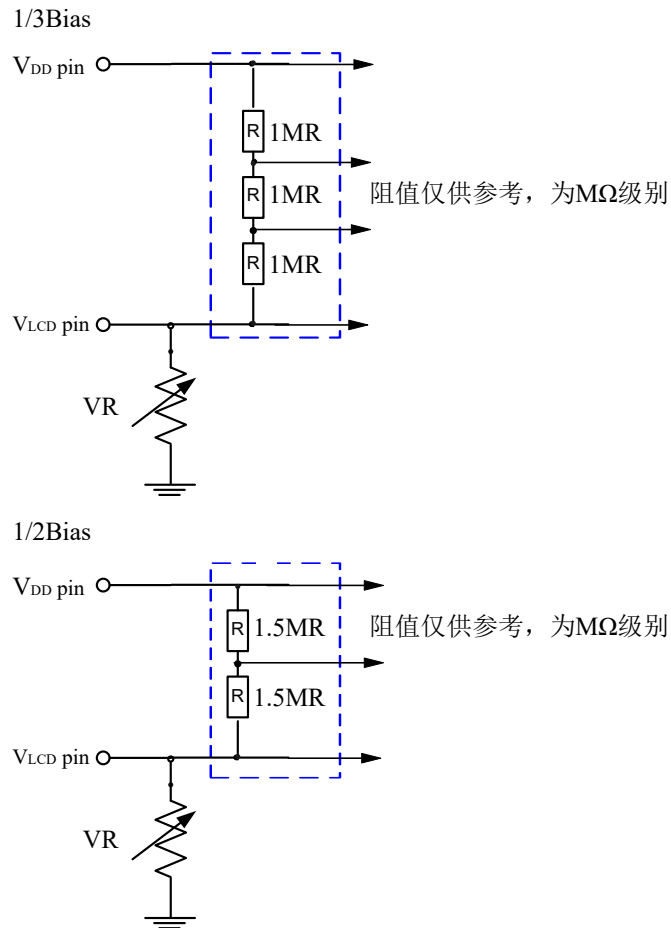 1/3Bias
VDD pin
R 1MR
R 1MR 阻值仅供参考，为MΩ级别
R 1MR
VLCD pin
VR
1/2Bias
VDD pin
R 1.5MR 阻值仅供参考，为MΩ级别
R 1.5MR
VLCD pin
VR